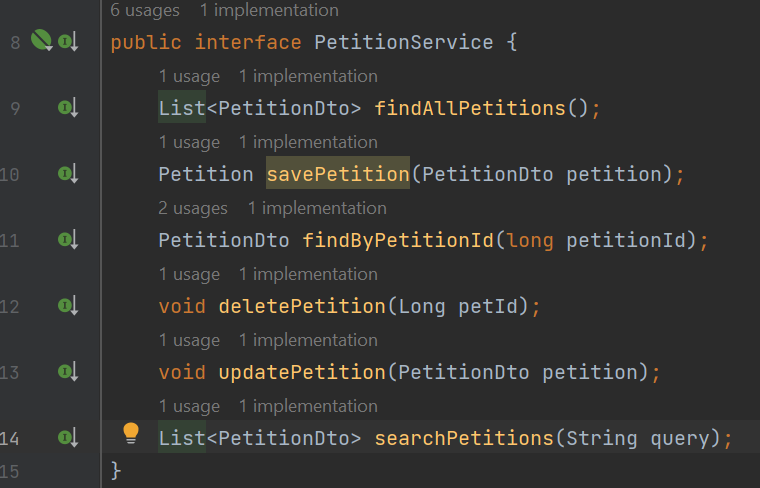 6 usages 1 implementation
8 public interface PetitionService {
1 usage 1 implementation
9 List<PetitionDto> findAllPetitions();
1 usage 1 implementation
10 Petition savePetition(PetitionDto petition);
2 usages 1 implementation
11 PetitionDto findByPetitionId(long petitionId);
1 usage 1 implementation
12 void deletePetition(Long petId);
1 usage 1 implementation
13 void updatePetition(PetitionDto petition);
1 usage 1 implementation
14 List<PetitionDto> searchPetitions(String query);
15 }